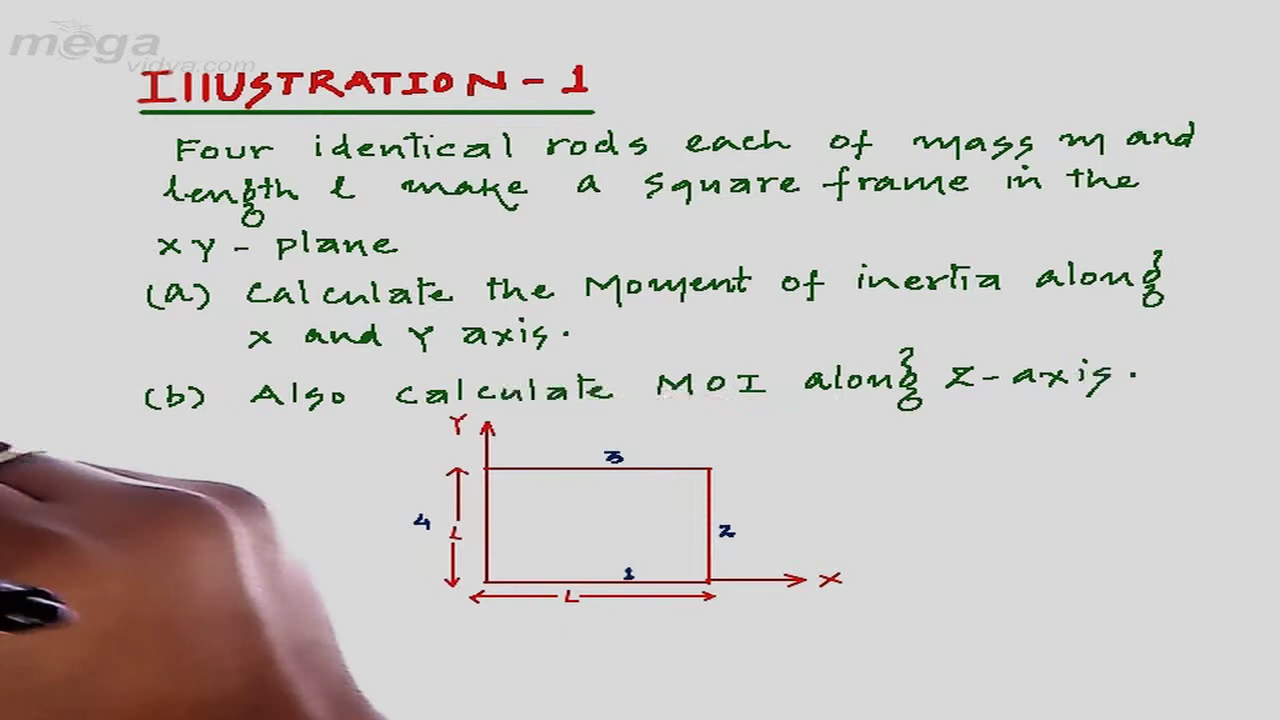 mega
vidya.com
ILLUSTRATION - 1
Four identical rods each of mass m and
length l make a square frame in the
XY - plane
(a) Calculate the Moment of inertia along
X and Y axis.
(b) Also calculate MOI along Z-axis.
Y
3
4
L
2
1
X
L